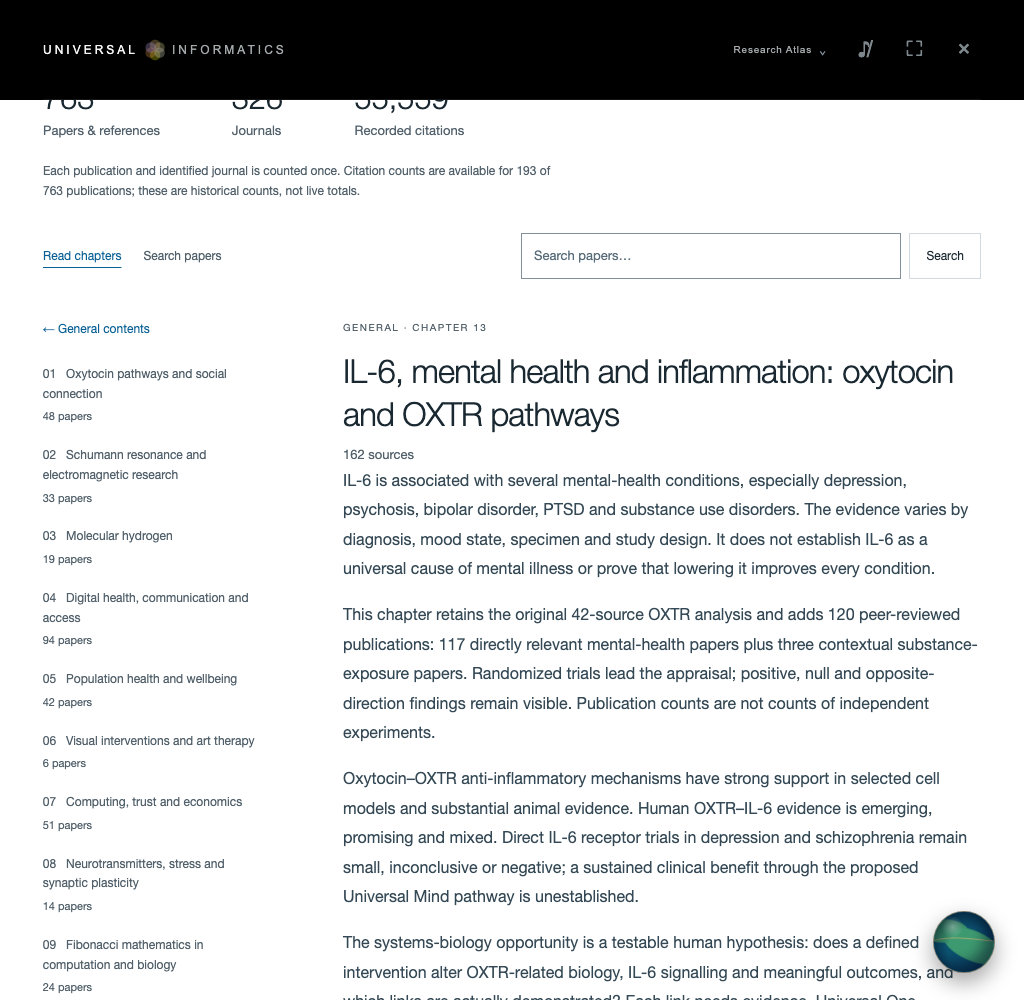 UNIVERSAL INFORMATICS
Research Atlas
763 326 55,559
Papers & references Journals Recorded citations
Each publication and identified journal is counted once. Citation counts are available for 193 of
763 publications; these are historical counts, not live totals.
Read chapters Search papers
Search papers...
Search
← General contents
01 Oxytocin pathways and social
connection
48 papers
02 Schumann resonance and
electromagnetic research
33 papers
03 Molecular hydrogen
19 papers
04 Digital health, communication and
access
94 papers
05 Population health and wellbeing
42 papers
06 Visual interventions and art therapy
6 papers
07 Computing, trust and economics
51 papers
08 Neurotransmitters, stress and
synaptic plasticity
14 papers
09 Fibonacci mathematics in
computation and biology
24 papers
GENERAL · CHAPTER 13
IL-6, mental health and inflammation: oxytocin
and OXTR pathways
162 sources
IL-6 is associated with several mental-health conditions, especially depression,
psychosis, bipolar disorder, PTSD and substance use disorders. The evidence varies by
diagnosis, mood state, specimen and study design. It does not establish IL-6 as a
universal cause of mental illness or prove that lowering it improves every condition.
This chapter retains the original 42-source OXTR analysis and adds 120 peer-reviewed
publications: 117 directly relevant mental-health papers plus three contextual substance-
exposure papers. Randomized trials lead the appraisal; positive, null and opposite-
direction findings remain visible. Publication counts are not counts of independent
experiments.
Oxytocin–OXTR anti-inflammatory mechanisms have strong support in selected cell
models and substantial animal evidence. Human OXTR–IL-6 evidence is emerging,
promising and mixed. Direct IL-6 receptor trials in depression and schizophrenia remain
small, inconclusive or negative; a sustained clinical benefit through the proposed
Universal Mind pathway is unestablished.
The systems-biology opportunity is a testable human hypothesis: does a defined
intervention alter OXTR-related biology, IL-6 signalling and meaningful outcomes, and
which links are actually demonstrated? Each link needs evidence. Universal One